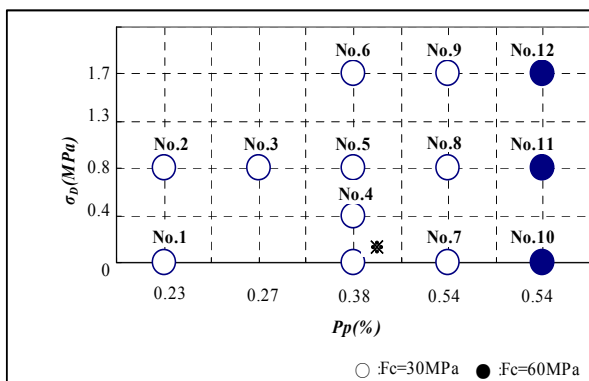 No.6 No.9 No.12
1.7
1.3
No.2 No.3 No.5 No.8 No.11
0.8
No.4
0.4
No.1 ※ No.7 No.10
0
σD(MPa)
0.23 0.27 0.38 0.54 0.54
Pp(%)
○ :Fc=30MPa ● :Fc=60MPa